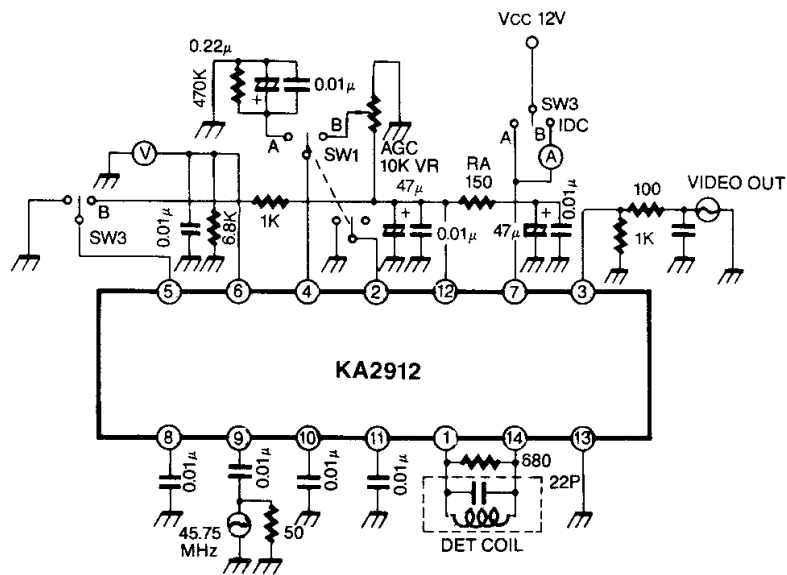 VCC 12V
0.22μ
470K
+
0.01μ
A
B
SW1
AGC
10K VR
SW3
A
B
IDC
A
V
B
SW3
0.01μ
6.8K
1K
47μ
+
0.01μ
RA
150
47μ
+
0.01μ
100
VIDEO OUT
1K
5
6
4
2
12
7
3
KA2912
8
9
10
11
1
14
13
0.01μ
0.01μ
0.01μ
0.01μ
680
22P
45.75
MHz
50
DET COIL